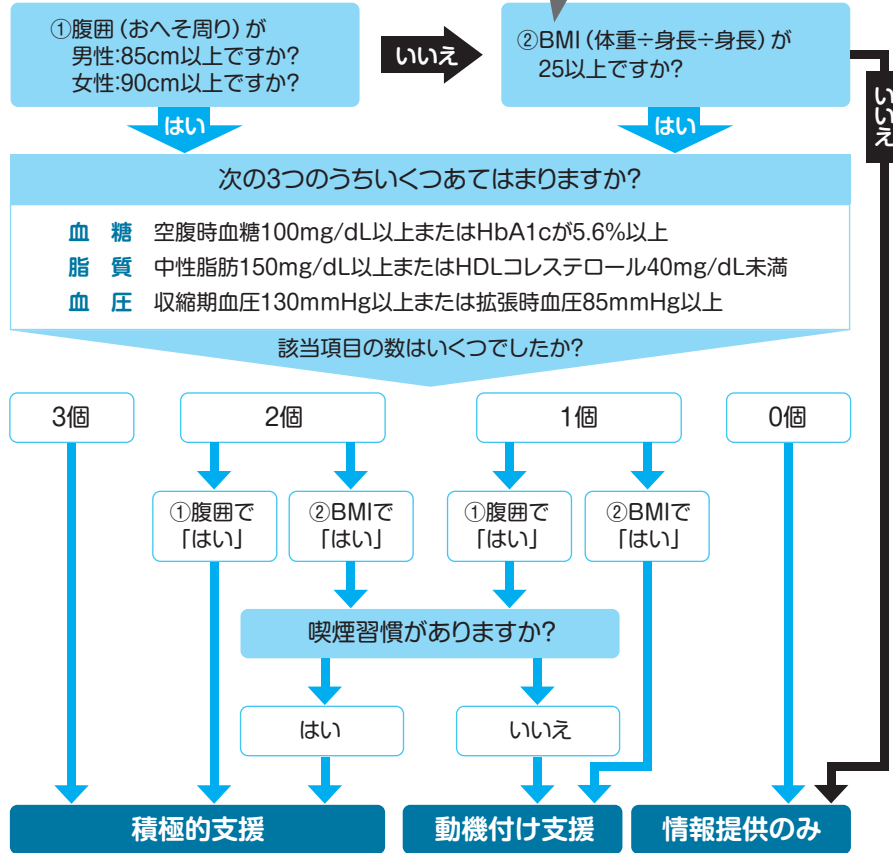 ①腹囲（おへそ周り）が
男性:85cm以上ですか?
女性:90cm以上ですか?
いいえ
②BMI（体重÷身長÷身長）が
25以上ですか?
いいえ
はい
はい
次の3つのうちいくつあてはまりますか?
血 糖 空腹時血糖100mg/dL以上またはHbA1cが5.6%以上
脂 質 中性脂肪150mg/dL以上またはHDLコレステロール40mg/dL未満
血 圧 収縮期血圧130mmHg以上または拡張時血圧85mmHg以上
該当項目の数はいくつでしたか?
3個
2個
1個
0個
①腹囲で
「はい」
②BMIで
「はい」
①腹囲で
「はい」
②BMIで
「はい」
喫煙習慣がありますか?
はい
いいえ
積極的支援
動機付け支援
情報提供のみ